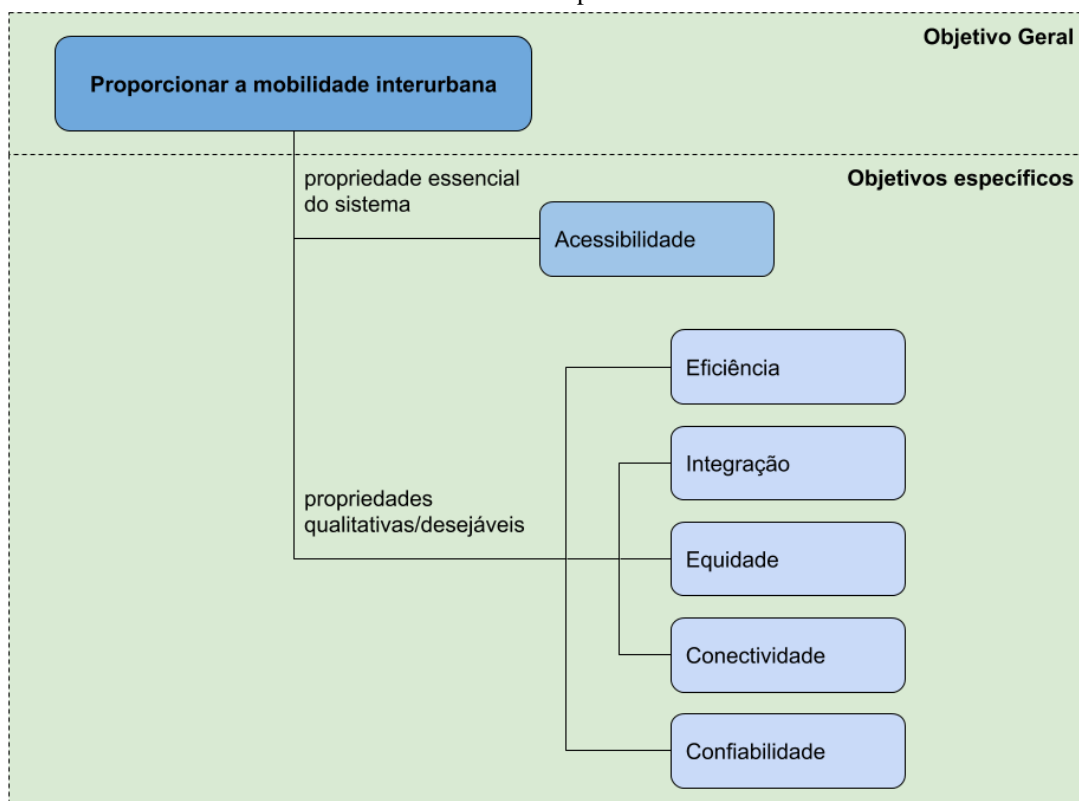 Objetivo Geral
Proporcionar a mobilidade interurbana
Objetivos específicos
propriedade essencial
do sistema
Acessibilidade
Eficiência
Integração
propriedades
qualitativas/desejáveis
Equidade
Conectividade
Confiabilidade